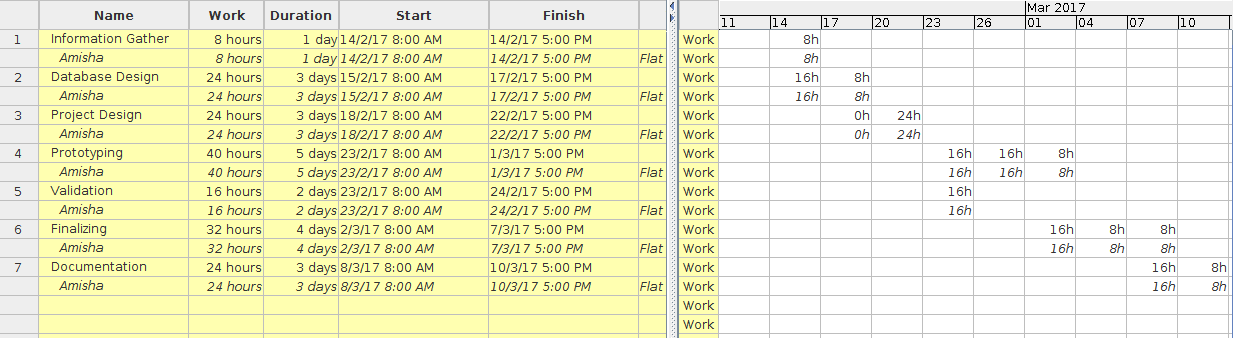 Name Work Duration Start Finish Mar 2017
11 14 17 20 23 26 01 04 07 10
1 Information Gather 8 hours 1 day 14/2/17 8:00 AM 14/2/17 5:00 PM Work 8h
Amisha 8 hours 1 day 14/2/17 8:00 AM 14/2/17 5:00 PM Flat Work 8h
2 Database Design 24 hours 3 days 15/2/17 8:00 AM 17/2/17 5:00 PM Work 16h 8h
Amisha 24 hours 3 days 15/2/17 8:00 AM 17/2/17 5:00 PM Flat Work 16h 8h
3 Project Design 24 hours 3 days 18/2/17 8:00 AM 22/2/17 5:00 PM Work 0h 24h
Amisha 24 hours 3 days 18/2/17 8:00 AM 22/2/17 5:00 PM Flat Work 0h 24h
4 Prototyping 40 hours 5 days 23/2/17 8:00 AM 1/3/17 5:00 PM Work 16h 16h 8h
Amisha 40 hours 5 days 23/2/17 8:00 AM 1/3/17 5:00 PM Flat Work 16h 16h 8h
5 Validation 16 hours 2 days 23/2/17 8:00 AM 24/2/17 5:00 PM Work 16h
Amisha 16 hours 2 days 23/2/17 8:00 AM 24/2/17 5:00 PM Flat Work 16h
6 Finalizing 32 hours 4 days 2/3/17 8:00 AM 7/3/17 5:00 PM Work 16h 8h 8h
Amisha 32 hours 4 days 2/3/17 8:00 AM 7/3/17 5:00 PM Flat Work 16h 8h 8h
7 Documentation 24 hours 3 days 8/3/17 8:00 AM 10/3/17 5:00 PM Work 16h 8h
Amisha 24 hours 3 days 8/3/17 8:00 AM 10/3/17 5:00 PM Flat Work 16h 8h
Work
Work